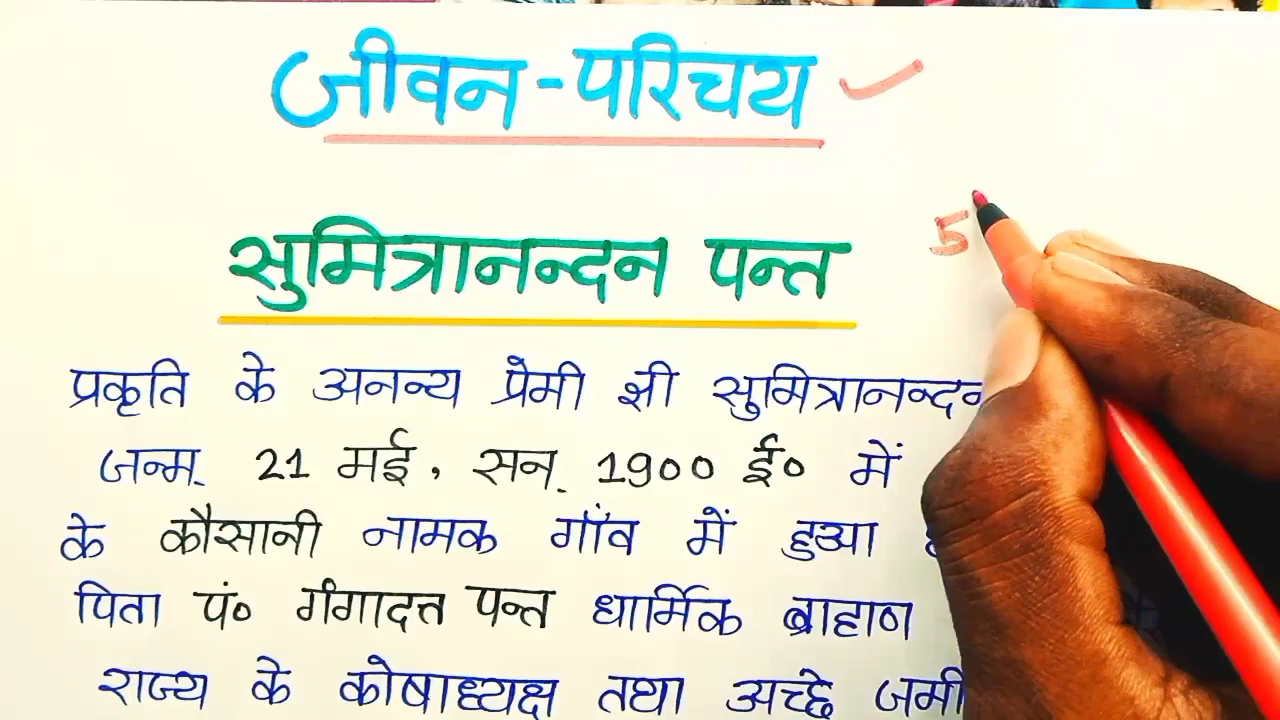 जीवन-परिचय
सुमित्रानन्दन पन्त
5
प्रकृति के अनन्य प्रेमी श्री सुमित्रानन्दन
जन्म. 21 मई, सन्. 1900 ई० में
के कौसानी नामक गाँव में हुआ
पिता पं० गंगादत्त पन्त धार्मिक ब्राह्मण
राज्य के कोषाध्यक्ष तथा अच्छे जमी